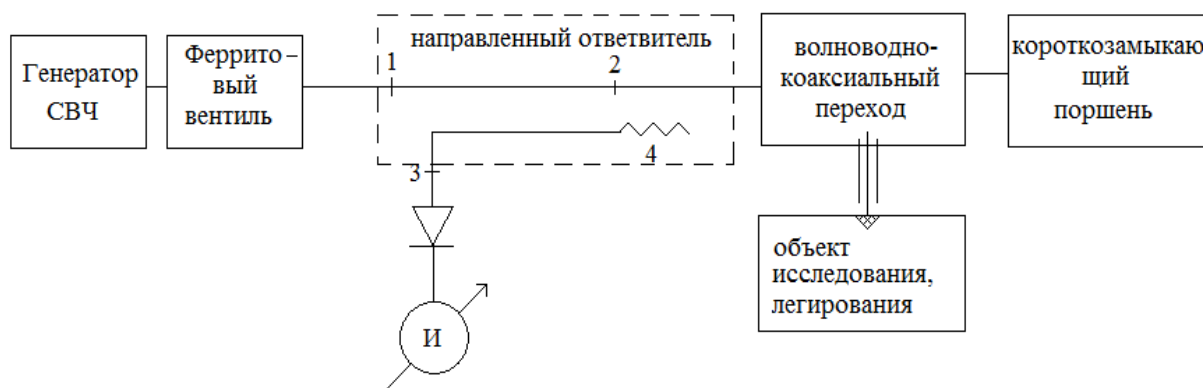 Генератор
СВЧ
Феррито –
вый
вентиль
направленный ответвитель
1
2
3
4
И
волноводно-
коаксиальный
переход
короткозамыкаю
щий
поршень
объект
исследования,
легирования